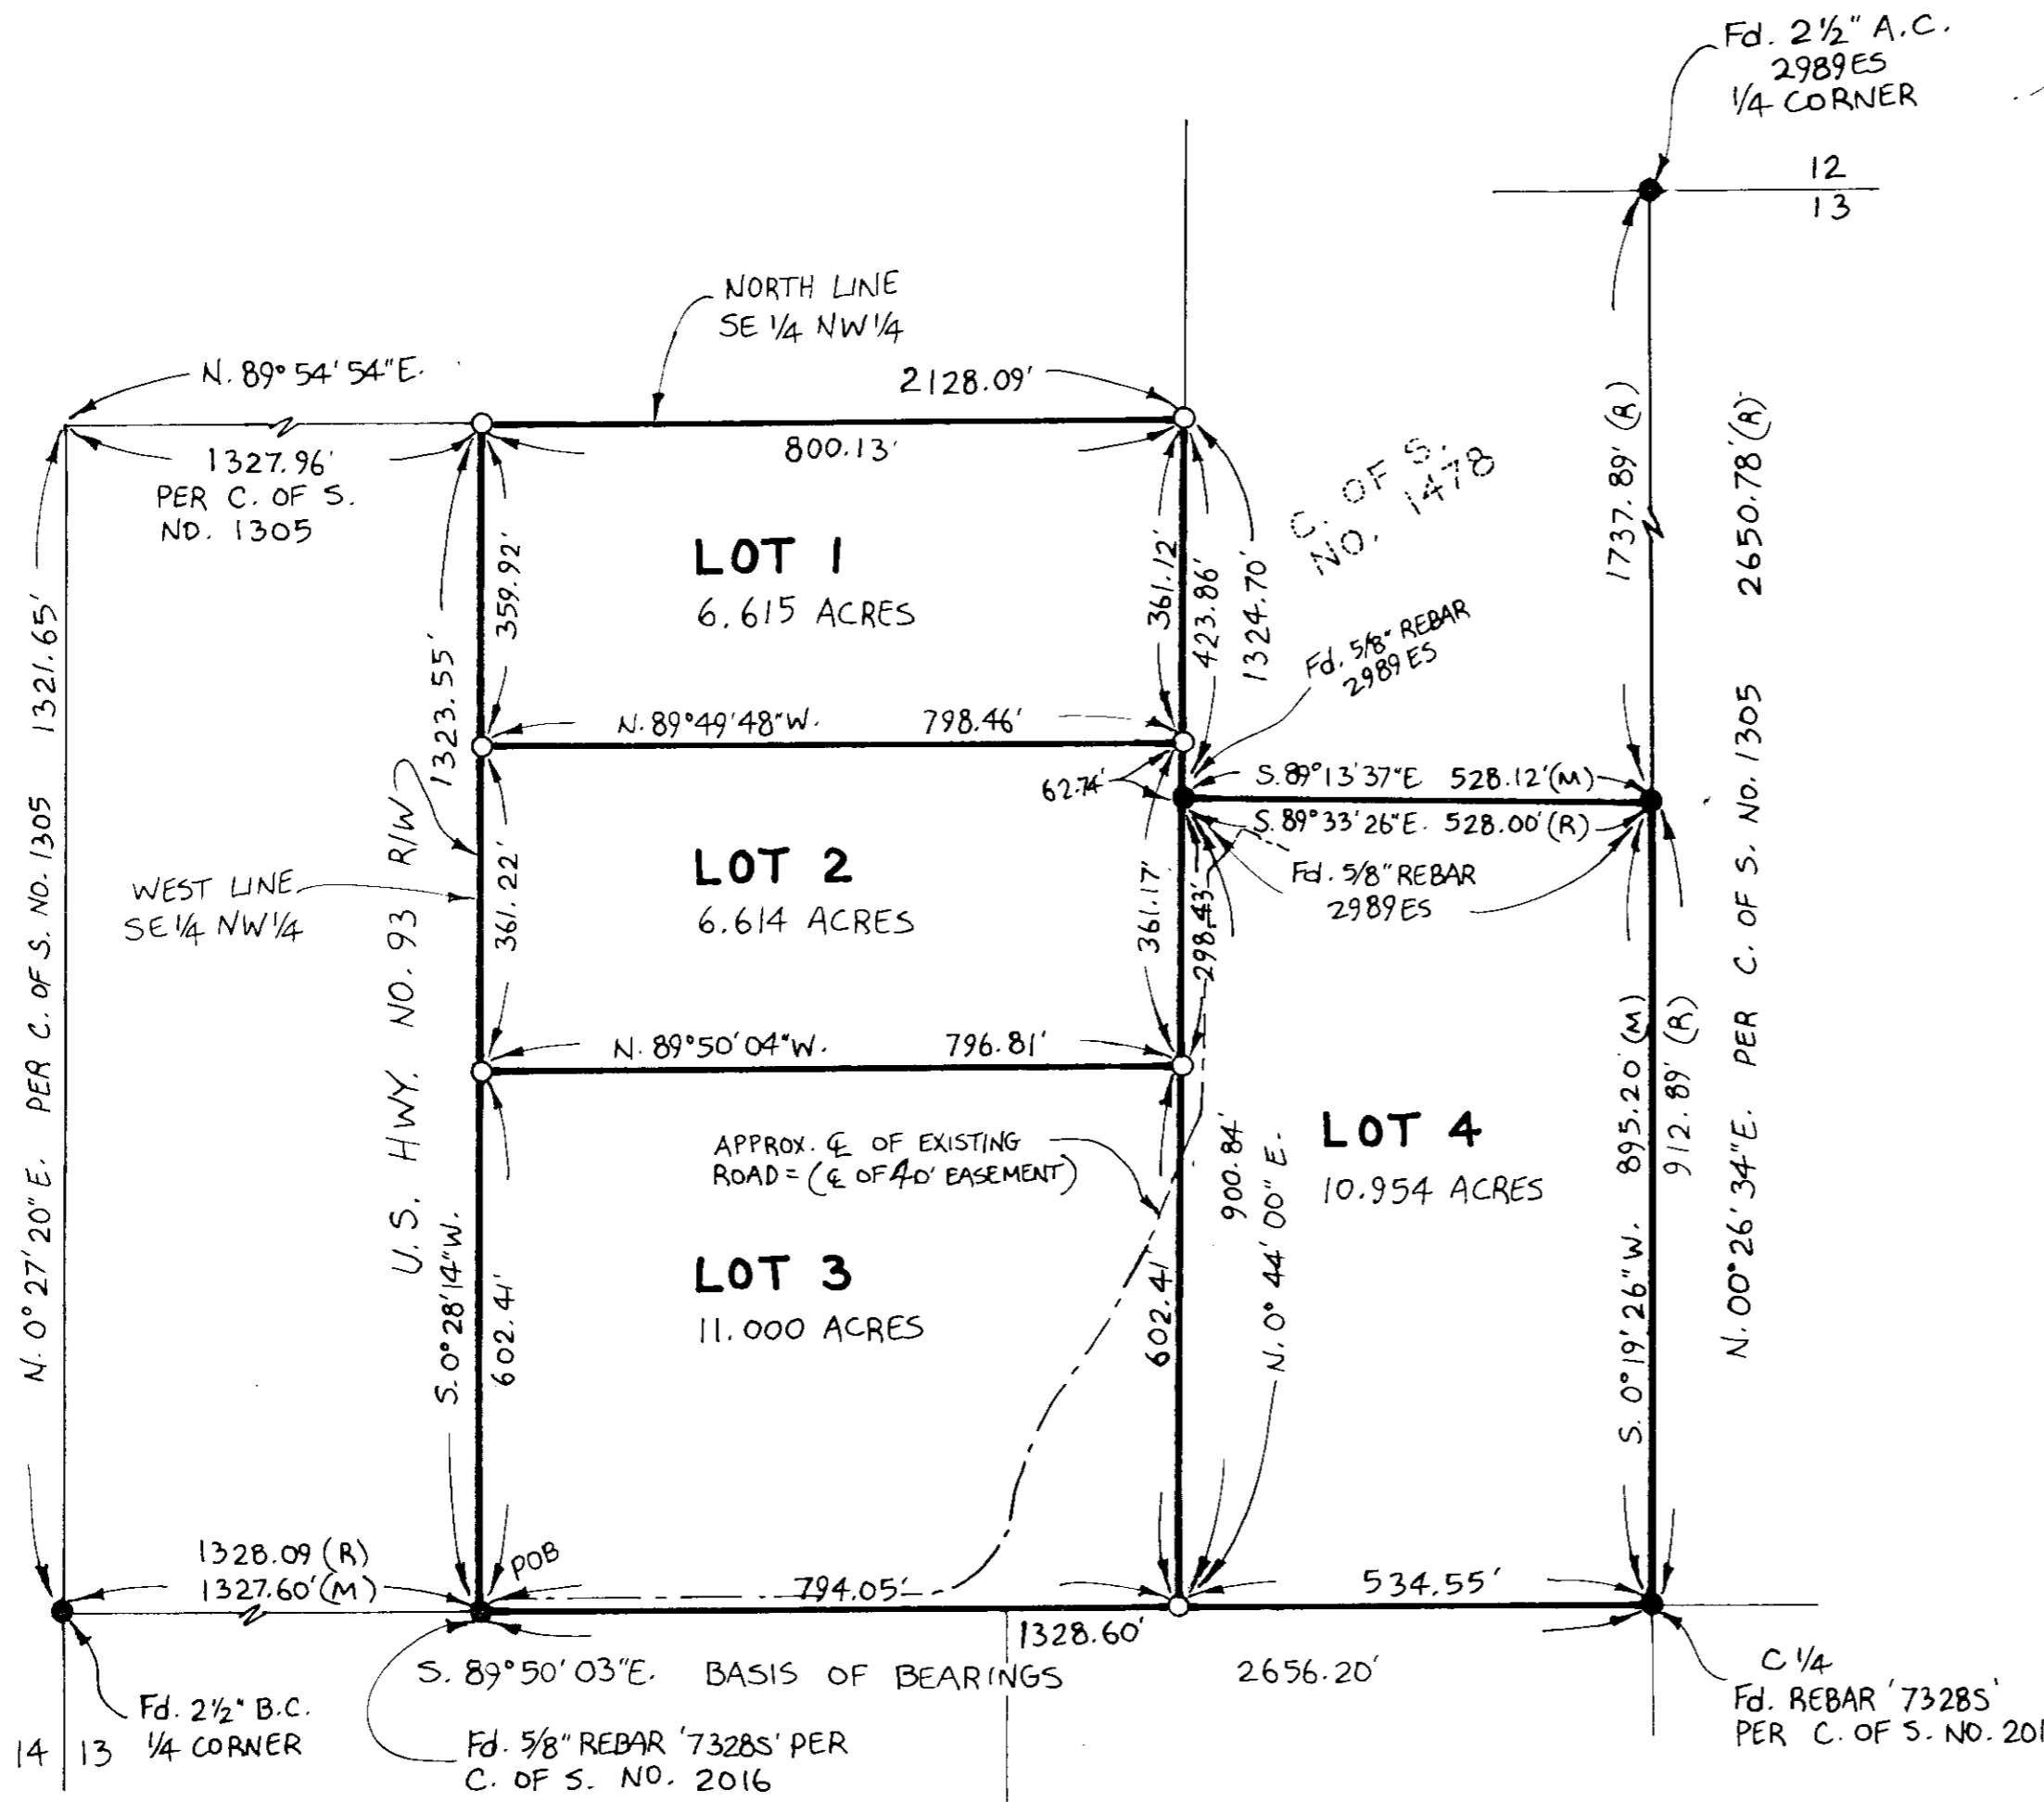 Fd. 2½" A.C.
2989ES
1/4 CORNER
12
13
NORTH LINE
SE 1/4 NW 1/4
N. 89° 54' 54" E.
2128.09'
1327.96'
PER C. OF S.
NO. 1305
800.13'
C. OF S.
NO. 1478
1737.89' (R)
2650.78' (R)
N. 00° 26' 34" E. PER C. OF S. No. 1305
LOT 1
6.615 ACRES
359.92'
1323.55'
361.12'
423.86'
1324.70'
Fd. 5/8" REBAR
2989 ES
N. 0° 27' 20" E. PER C. OF S. NO. 1305 1321.65'
N. 89° 49' 48" W. 798.46'
62.74'
S. 89° 13' 37" E 528.12' (M)
S. 89° 33' 26" E. 528.00' (R)
Fd. 5/8" REBAR
2989ES
WEST LINE
SE 1/4 NW 1/4
U.S. HWY. NO. 93 R/W
361.22'
LOT 2
6.614 ACRES
361.17'
298.43'
N. 89° 50' 04" W. 796.81'
APPROX. ℄ OF EXISTING
ROAD = (℄ OF 40' EASEMENT)
900.84'
N. 0° 44' 00" E.
LOT 4
10.954 ACRES
S. 0° 19' 26" W. 895.20' (M)
912.89' (R)
S. 0° 28' 14" W.
602.41'
LOT 3
11.000 ACRES
602.41'
1328.09 (R)
1327.60' (M)
POB
794.05'
534.55'
1328.60'
S. 89° 50' 03" E. BASIS OF BEARINGS 2656.20'
Fd. 2½" B.C.
1/4 CORNER
14 13
Fd. 5/8" REBAR '7328S' PER
C. OF S. NO. 2016
C 1/4
Fd. REBAR '7328S'
PER C. OF S. NO. 201